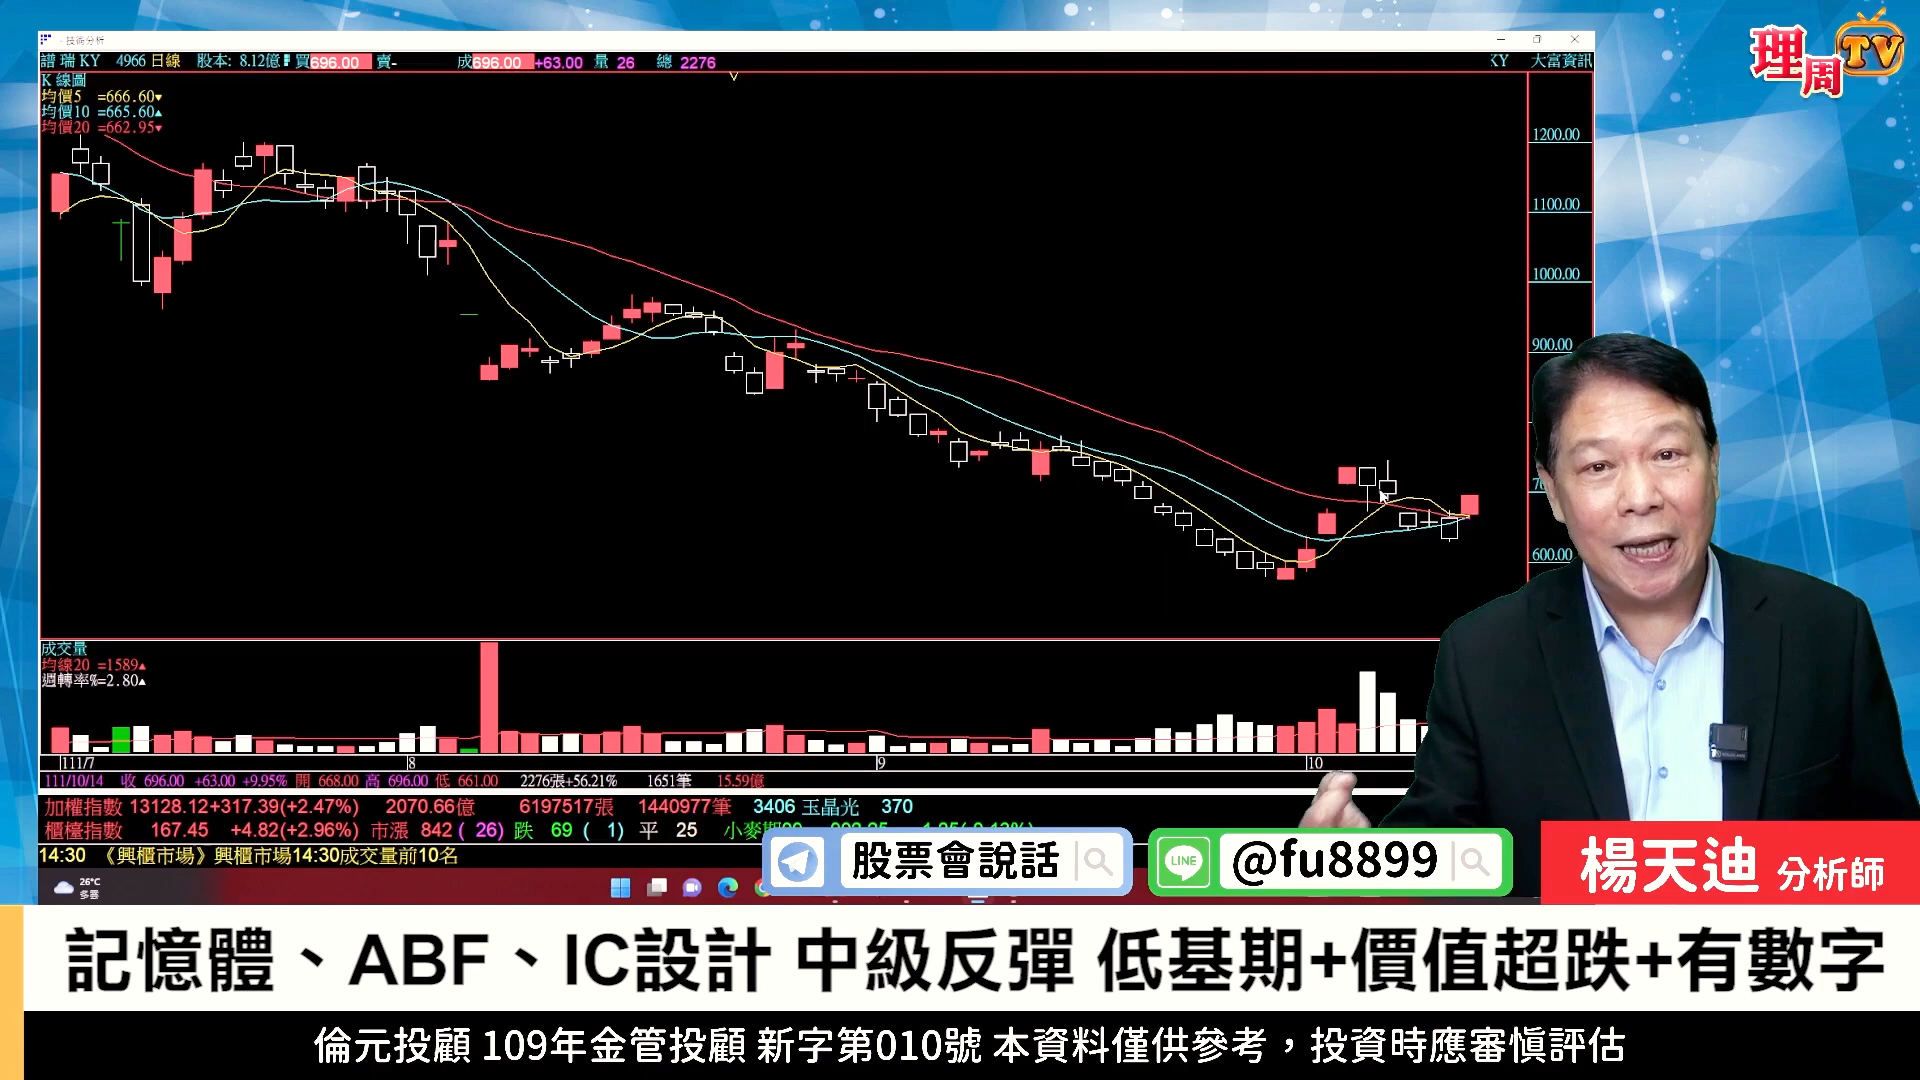 技術分析
理周TV
譜瑞KY 4966 日線 股本: 8.12億 買696.00 賣- 成696.00 +63.00 量 26 總 2276 KY 大富資訊
K 線圖
均價5 =666.60▾
均價10 =665.60▴
均價20 =662.95▾
1200.00
1100.00
1000.00
900.00
600.00
成交量
均線20 =1589▴
週轉率%=2.80▴
111/7 8 9 10
111/10/14 收 696.00 +63.00 +9.95% 開 668.00 高 696.00 低 661.00 2276張+56.21% 1651筆 15.59億
加權指數 13128.12+317.39(+2.47%) 2070.66億 6197517張 1440977筆 3406 玉晶光 370
櫃檯指數 167.45 +4.82(+2.96%) 市漲 842 ( 26) 跌 69 ( 1) 平 25
14:30 《興櫃市場》興櫃市場14:30成交量前10名
26°C
多雲
股票會說話
LINE @fu8899
楊天迪 分析師
記憶體、ABF、IC設計 中級反彈 低基期+價值超跌+有數字
倫元投顧 109年金管投顧 新字第010號 本資料僅供參考，投資時應審慎評估